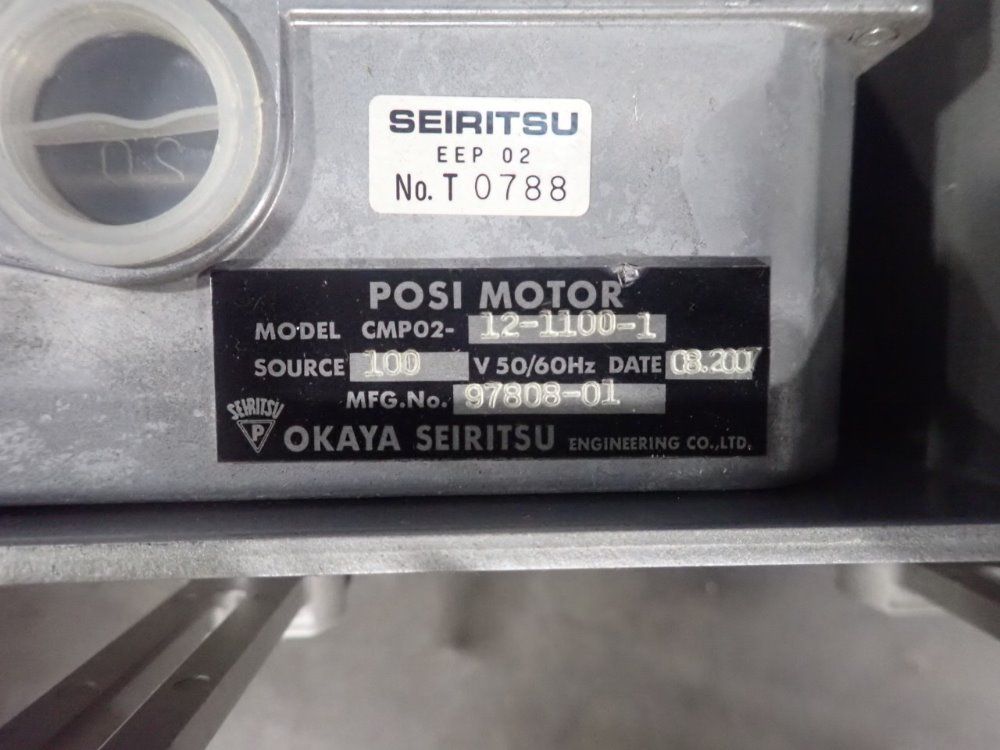 SEIRITSU
EEP 02
No. T 0788
POSI MOTOR
MODEL CMP02- 12-1100-1
SOURCE 100 V 50/60Hz DATE 08.2007
MFG.No. 97808-01
SEIRITSU
P
OKAYA SEIRITSU ENGINEERING CO.,LTD.